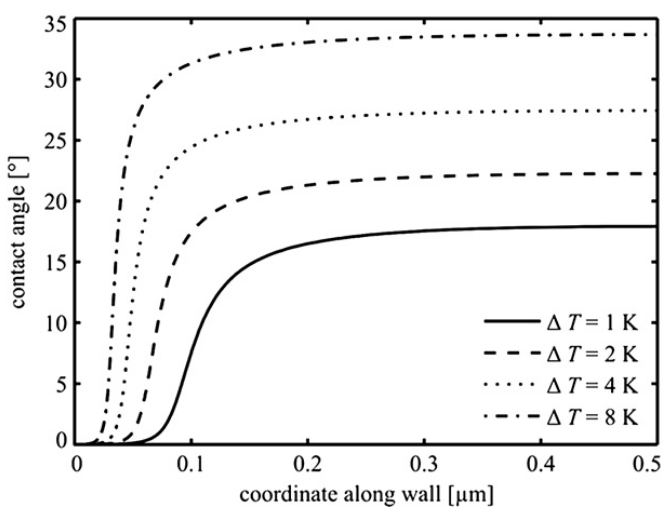 35
30
25
20
15
10
5
0
contact angle [°]
0
0.1
0.2
0.3
0.4
0.5
coordinate along wall [µm]
Δ T = 1 K
Δ T = 2 K
Δ T = 4 K
Δ T = 8 K